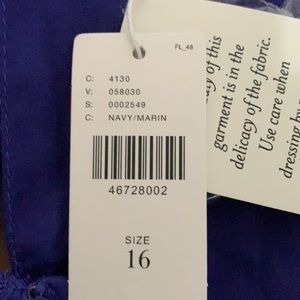 FL_48
C: 4130
V: 058030
S: 0002549
C: NAVY/MARIN
46728002
SIZE
16
of this
garment is in the
delicacy of the fabric.
Use care when
dressing by